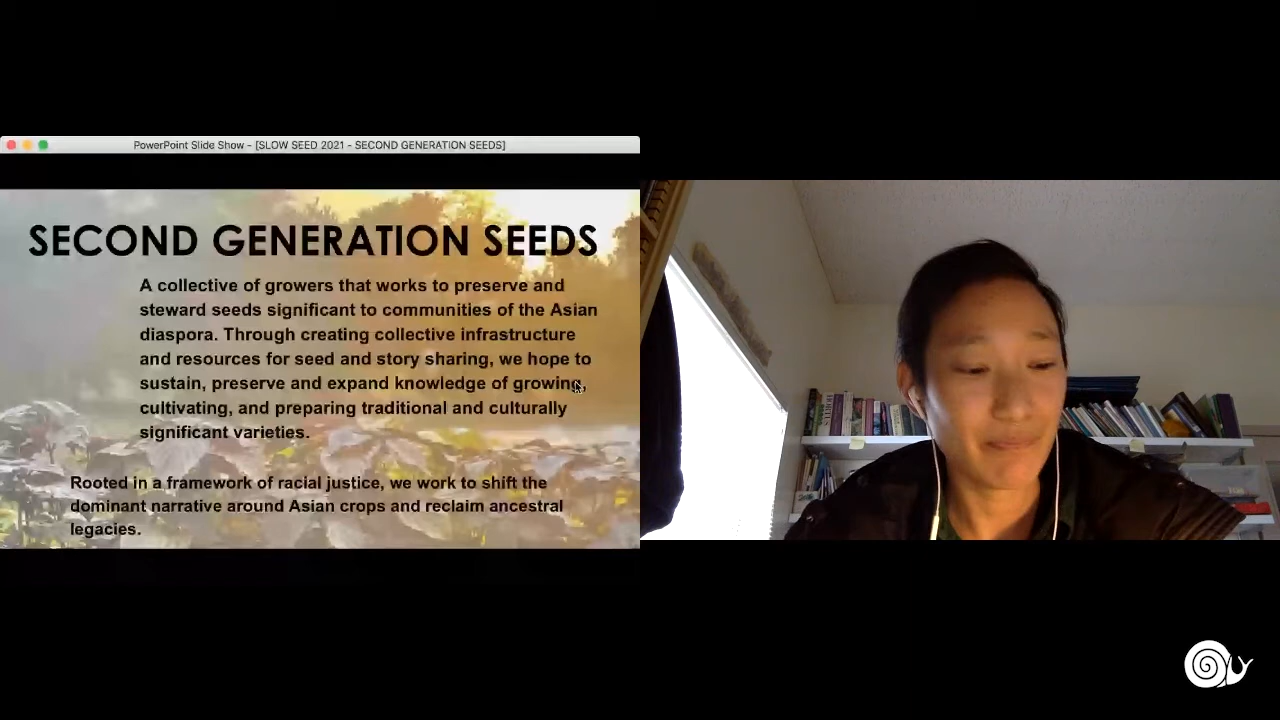 PowerPoint Slide Show - [SLOW SEED 2021 - SECOND GENERATION SEEDS]
SECOND GENERATION SEEDS
A collective of growers that works to preserve and
steward seeds significant to communities of the Asian
diaspora. Through creating collective infrastructure
and resources for seed and story sharing, we hope to
sustain, preserve and expand knowledge of growing,
cultivating, and preparing traditional and culturally
significant varieties.
Rooted in a framework of racial justice, we work to shift the
dominant narrative around Asian crops and reclaim ancestral
legacies.